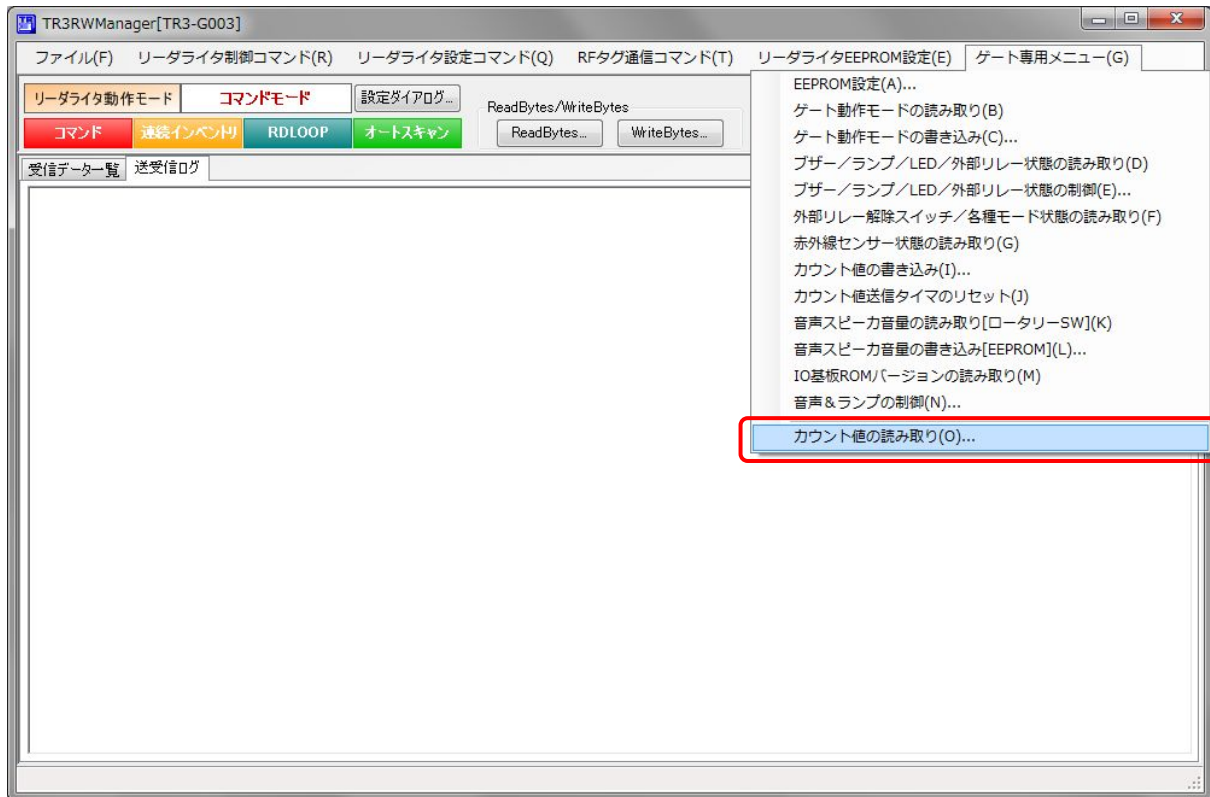 TR3RWManager[TR3-G003]
ファイル(F) リーダライタ制御コマンド(R) リーダライタ設定コマンド(Q) RFタグ通信コマンド(T) リーダライタEEPROM設定(E) ゲート専用メニュー(G)
リーダライタ動作モード コマンドモード 設定ダイアログ...
ReadBytes/WriteBytes
コマンド 連続インベントリ RDLOOP オートスキャン ReadBytes... WriteBytes...
受信データ一覧 送受信ログ
EEPROM設定(A)...
ゲート動作モードの読み取り(B)
ゲート動作モードの書き込み(C)...
ブザー／ランプ／LED／外部リレー状態の読み取り(D)
ブザー／ランプ／LED／外部リレー状態の制御(E)...
外部リレー解除スイッチ／各種モード状態の読み取り(F)
赤外線センサー状態の読み取り(G)
カウント値の書き込み(I)...
カウント値送信タイマのリセット(J)
音声スピーカ音量の読み取り[ロータリーSW](K)
音声スピーカ音量の書き込み[EEPROM](L)...
IO基板ROMバージョンの読み取り(M)
音声＆ランプの制御(N)...
カウント値の読み取り(O)...